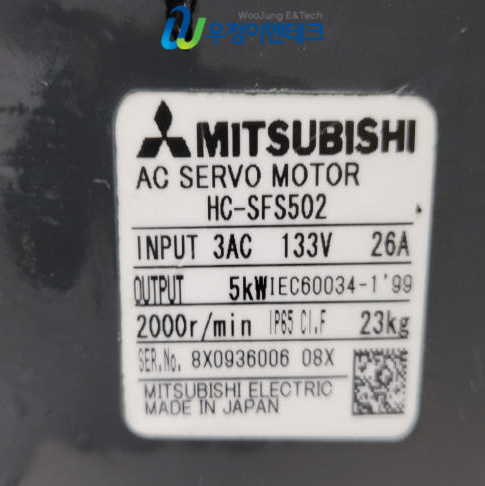 WooJung E&Tech
우정이앤테크
MITSUBISHI
AC SERVO MOTOR
HC-SFS502
INPUT 3AC 133V 26A
OUTPUT 5kW IEC60034-1'99
2000r/min IP65 Cl.F 23kg
SER.No. 8X0936006 08X
MITSUBISHI ELECTRIC
MADE IN JAPAN